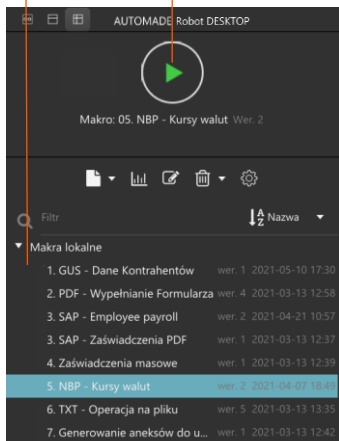 AUTOMADE Robot DESKTOP
Makro: 05. NBP - Kursy walut Wer. 2
Filtr
A Z Nazwa
Makra lokalne
1. GUS - Dane Kontrahentów wer. 1 2021-05-10 17:30
2. PDF - Wypełnianie Formularza wer. 4 2021-03-13 12:58
3. SAP - Employee payroll wer. 2 2021-04-21 10:57
3. SAP - Zaświadczenia PDF wer. 1 2021-03-13 12:37
4. Zaświadczenia masowe wer. 1 2021-03-13 12:39
5. NBP - Kursy walut wer. 2 2021-04-07 18:49
6. TXT - Operacja na pliku wer. 5 2021-03-13 13:35
7. Generowanie aneksów do u... wer. 1 2021-03-13 12:42